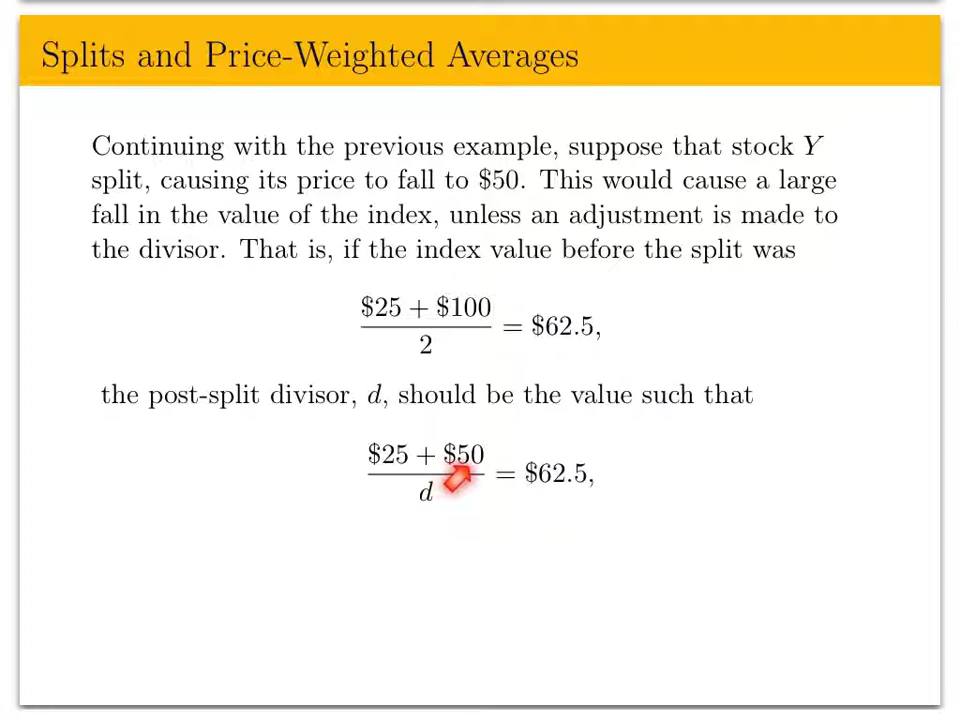 Splits and Price-Weighted Averages
Continuing with the previous example, suppose that stock Y
split, causing its price to fall to $50. This would cause a large
fall in the value of the index, unless an adjustment is made to
the divisor. That is, if the index value before the split was
$25 + $100
2
= $62.5,
the post-split divisor, d, should be the value such that
$25 + $50
d
= $62.5,